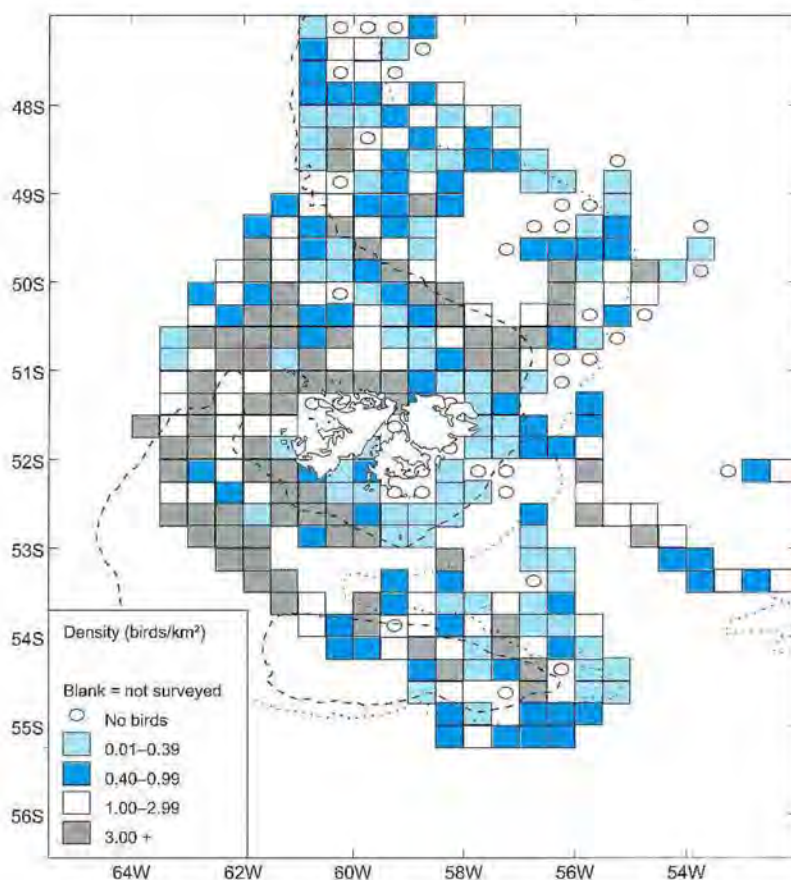 48S
49S
50S
51S
52S
53S
54S
55S
56S
Density (birds/km²)
Blank = not surveyed
No birds
0.01–0.39
0.40–0.99
1.00–2.99
3.00 +
64W 62W 60W 58W 56W 54W